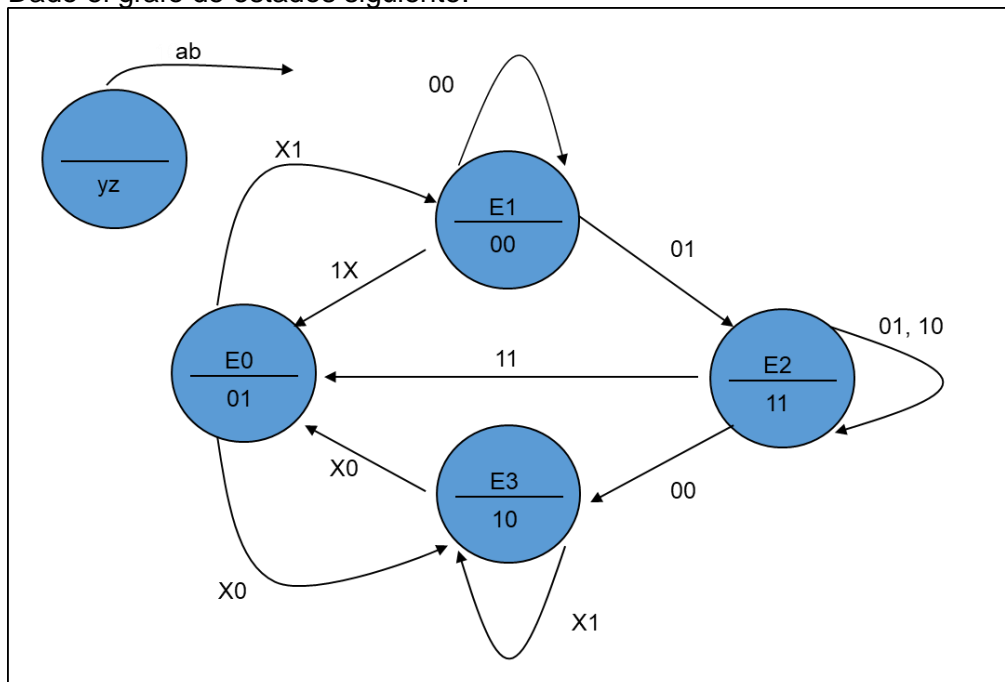 Dado el grafo de estados siguiente:
ab
yz
00
X1
E1
00
01
1X
01, 10
11
E0
01
E2
11
X0
E3
10
00
X0
X1